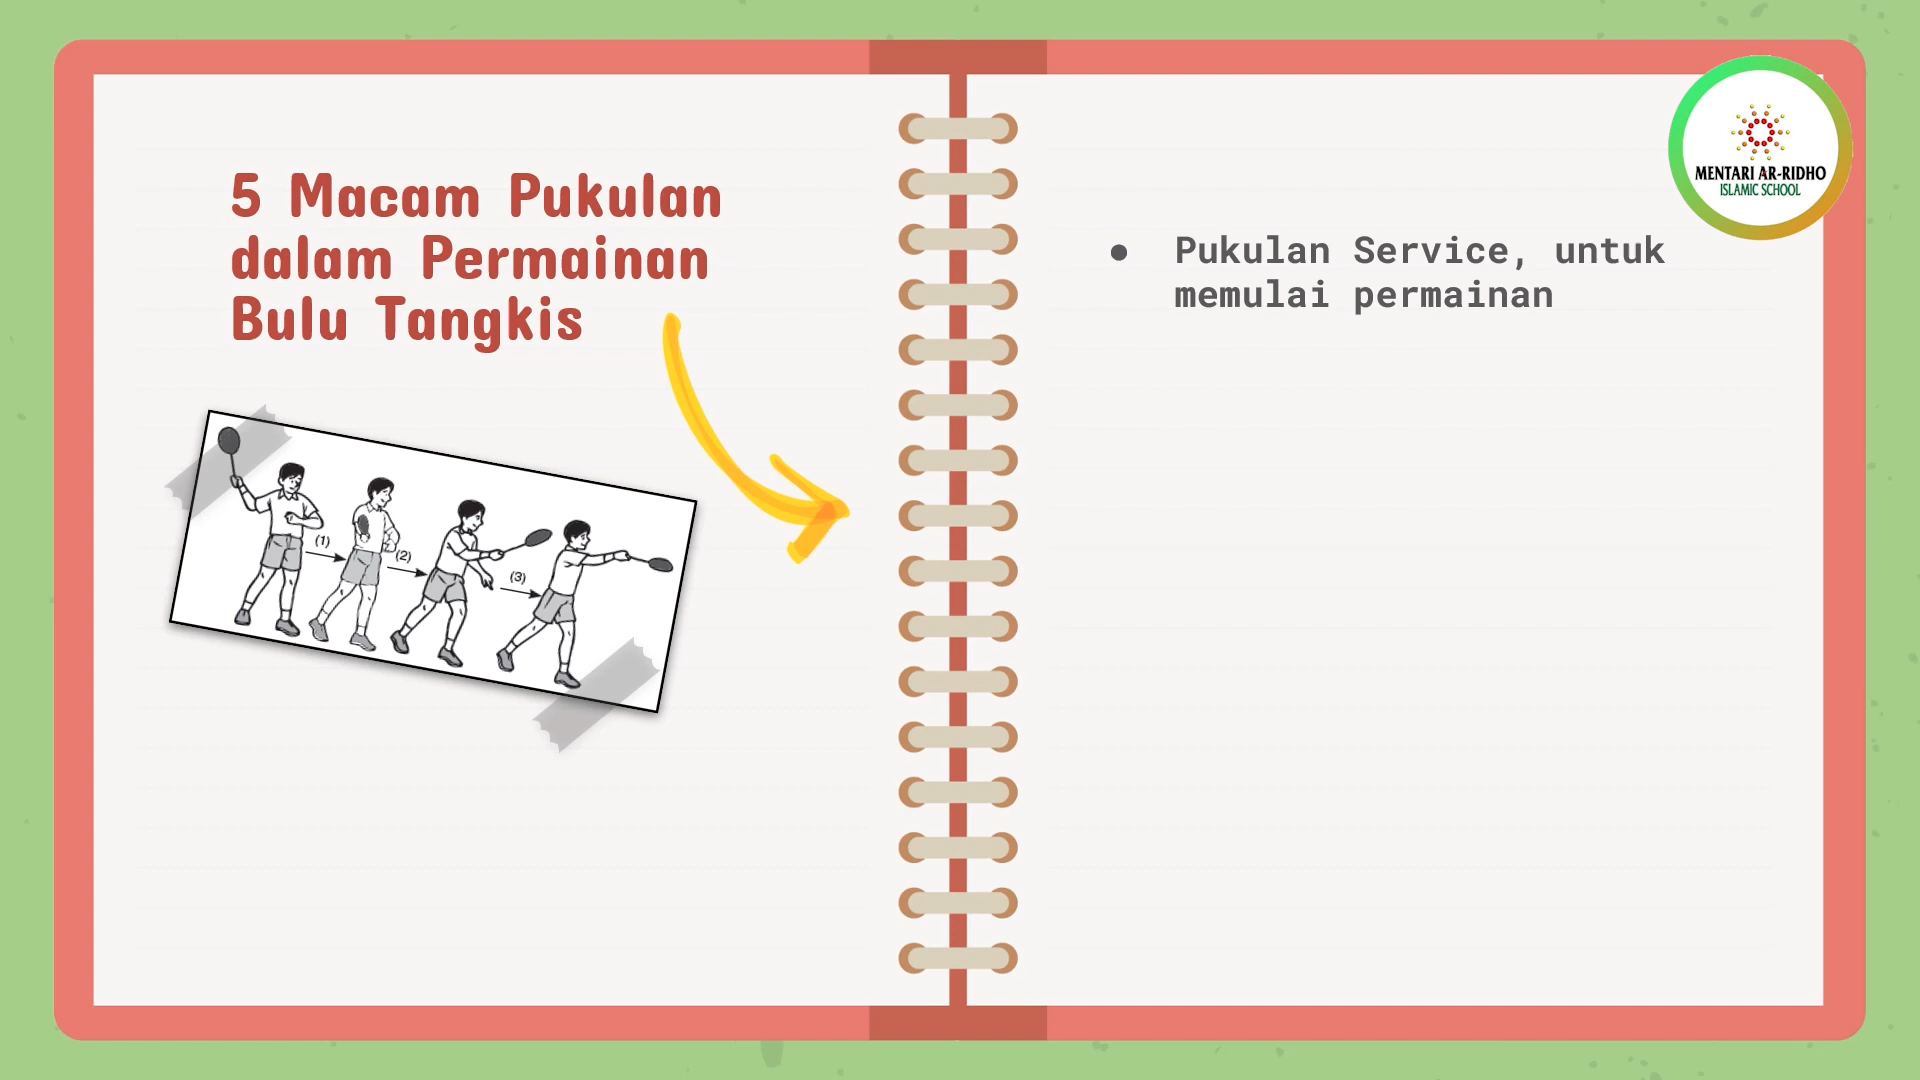 5 Macam Pukulan
dalam Permainan
Bulu Tangkis
(1)
(2)
(3)
● Pukulan Service, untuk
memulai permainan
MENTARI AR-RIDHO
ISLAMIC SCHOOL